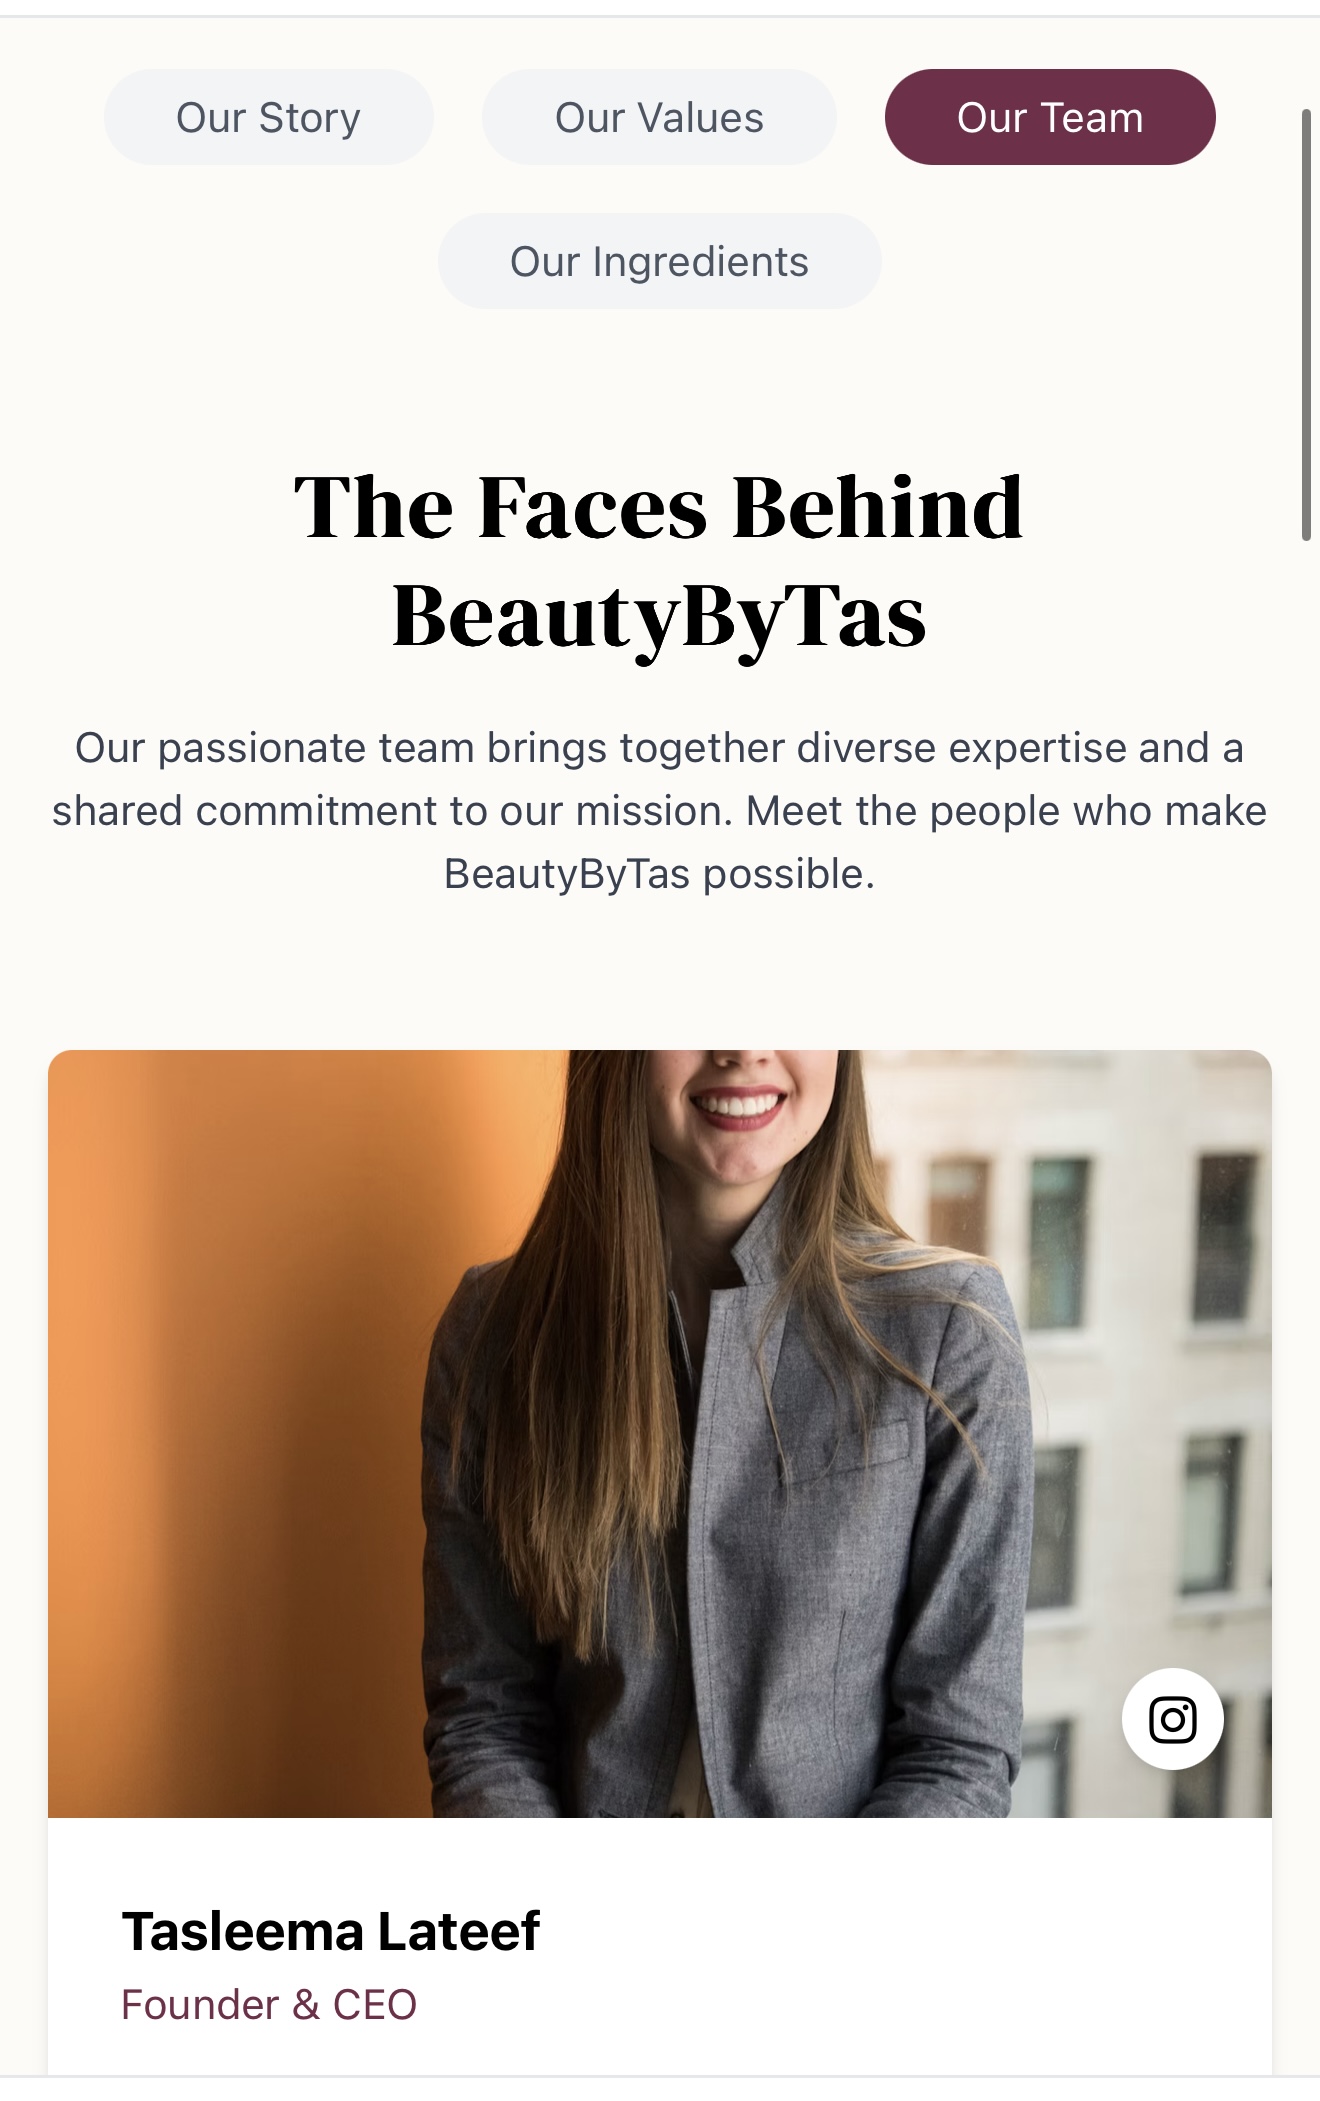 Our Story
Our Values
Our Team
Our Ingredients
The Faces Behind
BeautyByTas
Our passionate team brings together diverse expertise and a
shared commitment to our mission. Meet the people who make
BeautyByTas possible.
Tasleema Lateef
Founder & CEO